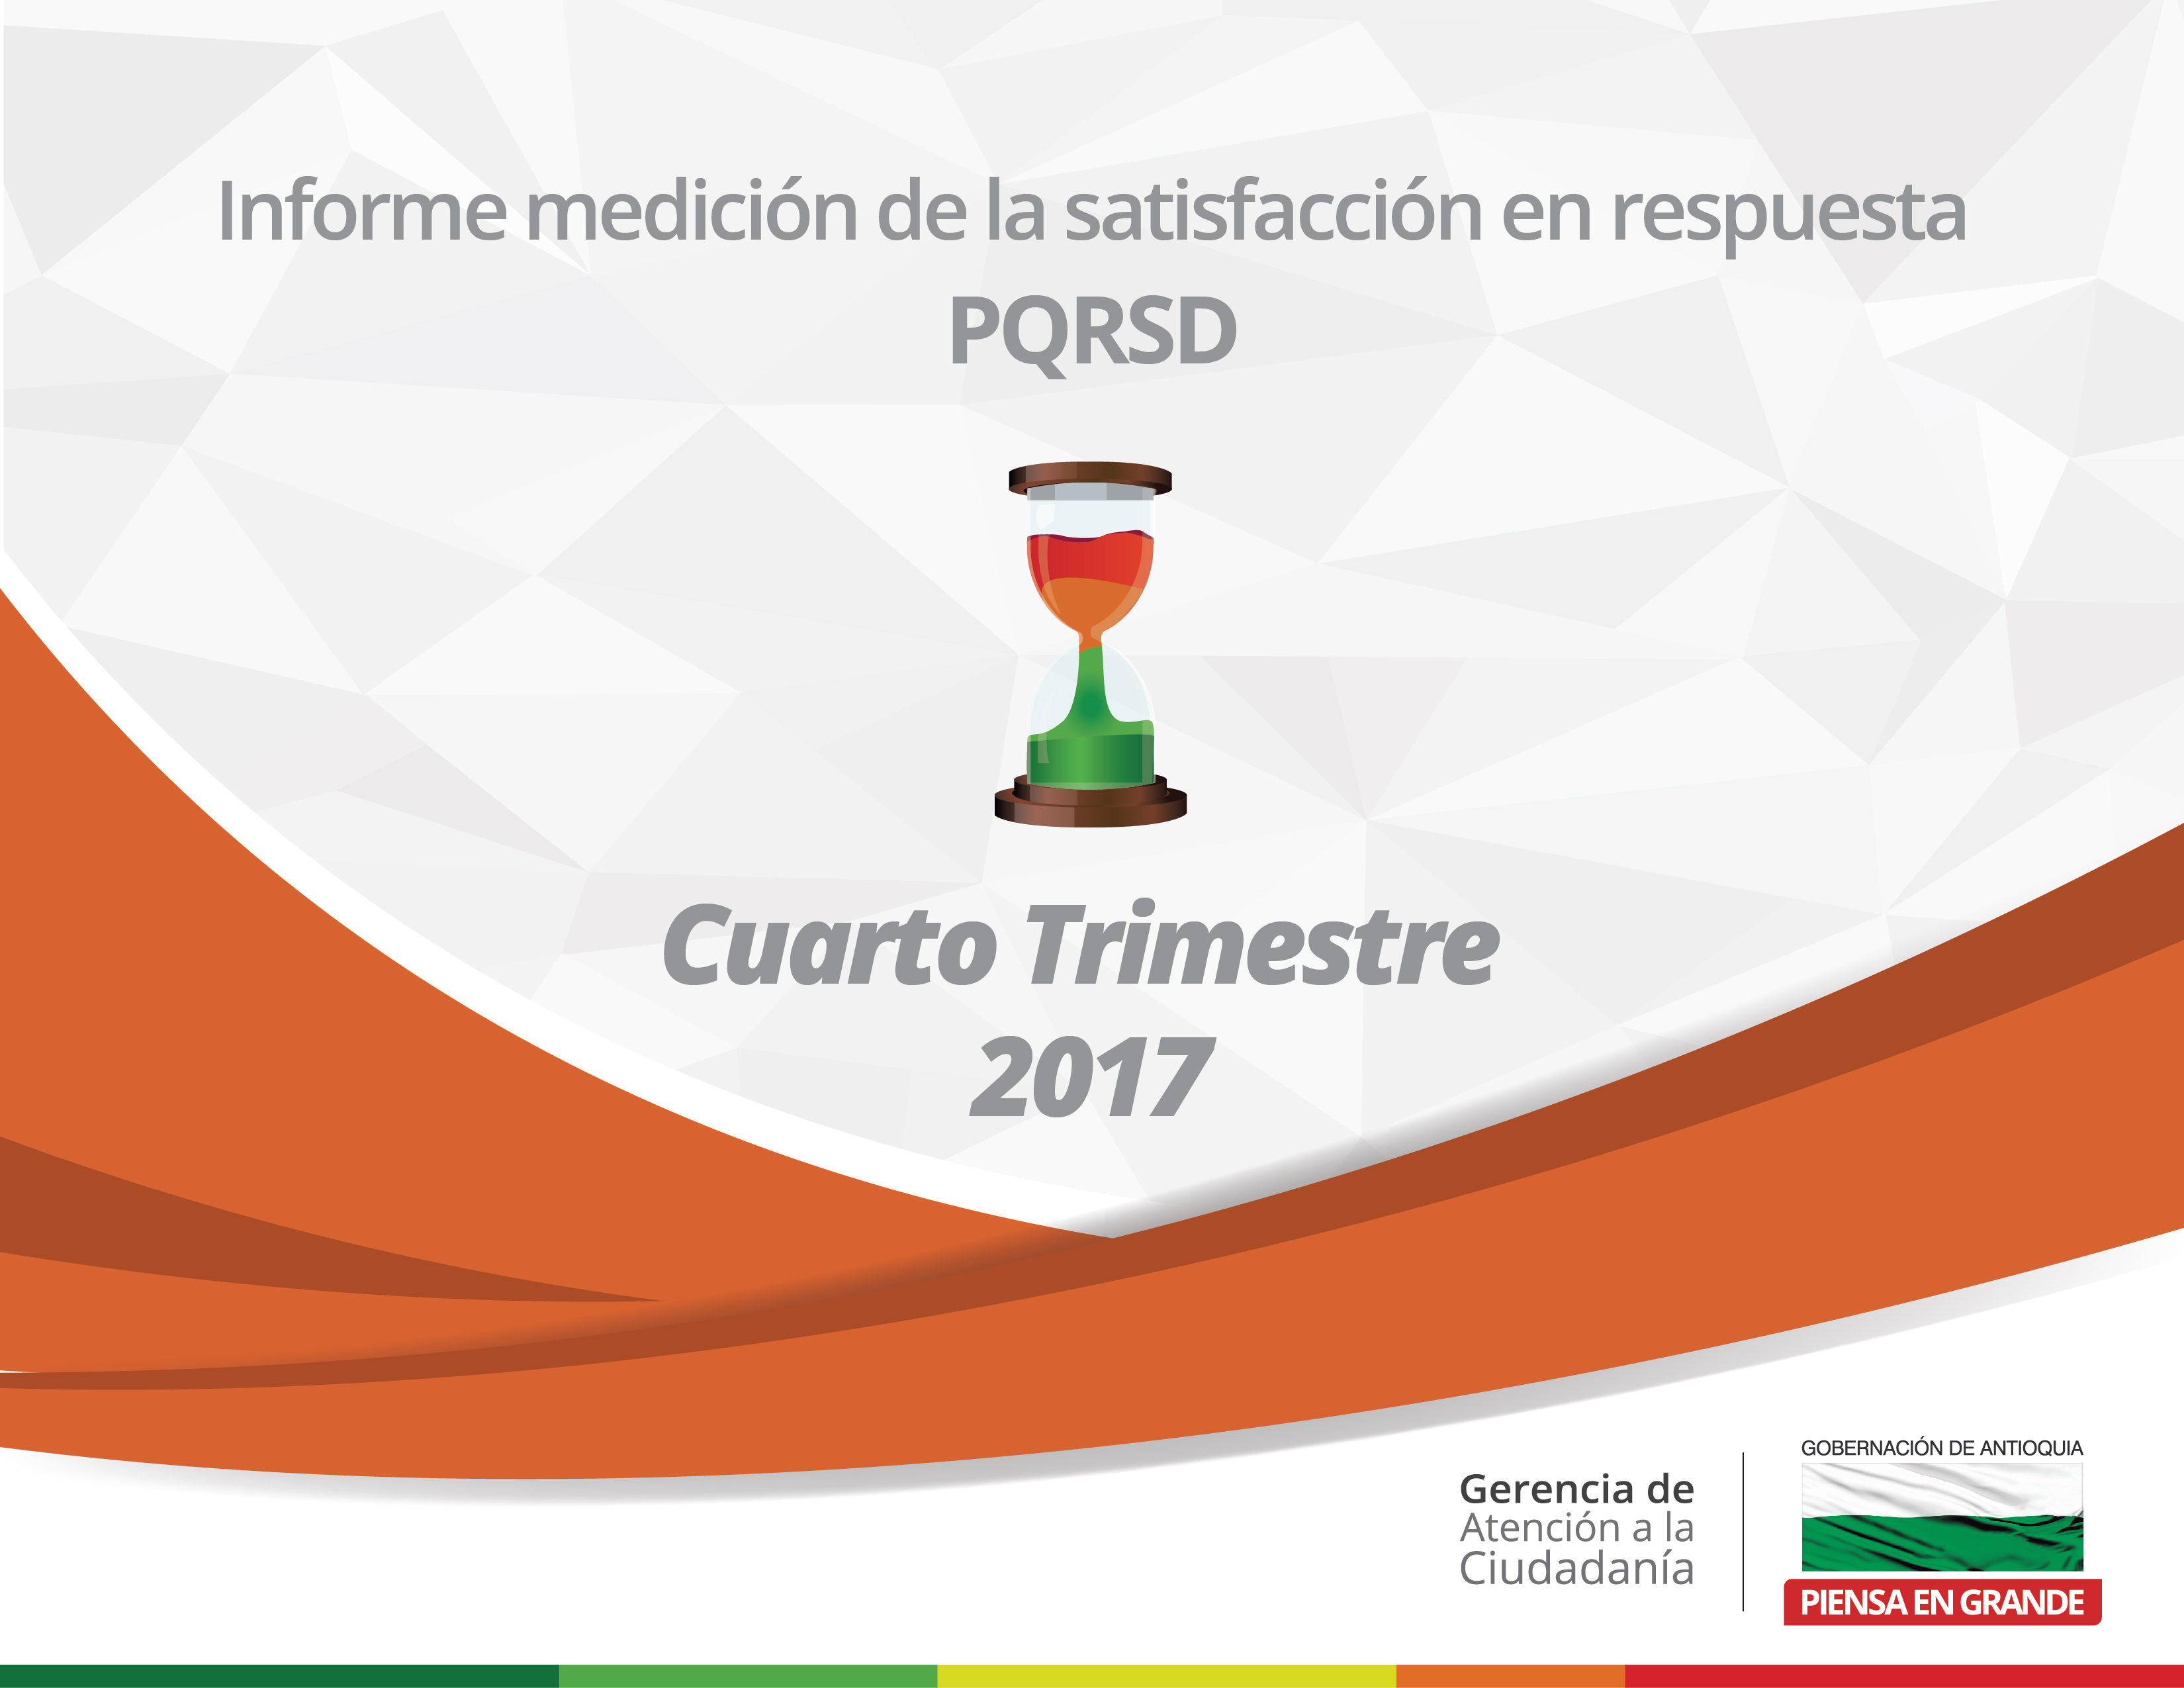 Informe medición de la satisfacción en respuesta
PQRSD
Cuarto Trimestre
2017
Gerencia de
Atención a la
Ciudadanía
GOBERNACIÓN DE ANTIOQUIA
PIENSA EN GRANDE